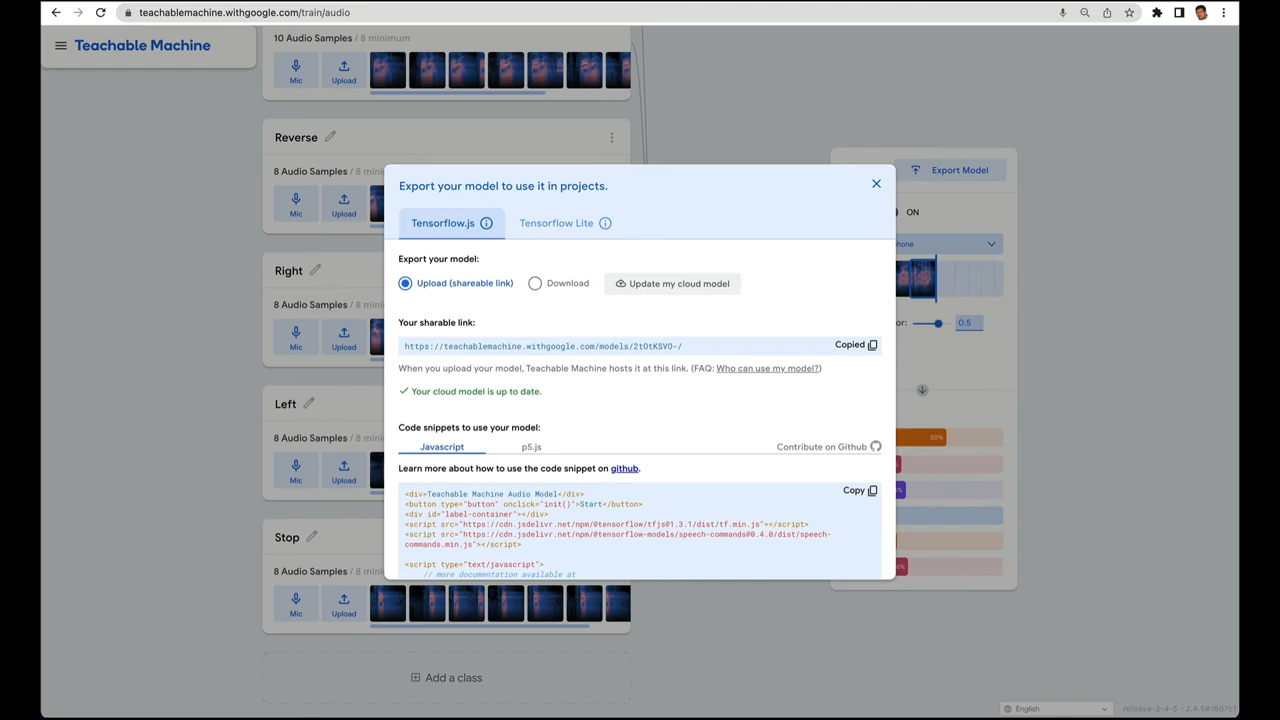 teachablemachine.withgoogle.com/train/audio
Teachable Machine
10 Audio Samples / 8 minimum
Mic
Upload
Reverse
8 Audio Samples / 8
Mic
Upload
Right
8 Audio Samples / 8
Mic
Upload
Left
8 Audio Samples / 8
Mic
Upload
Stop
8 Audio Samples / 8
Mic
Upload
Add a class
Export your model to use it in projects.
Tensorflow.js
Tensorflow Lite
Export your model:
Upload (shareable link)
Download
Update my cloud model
Your sharable link:
https://teachablemachine.withgoogle.com/models/2tOtKSVO-/
Copied
When you upload your model, Teachable Machine hosts it at this link. (FAQ: Who can use my model?)
Your cloud model is up to date.
Code snippets to use your model:
Javascript
p5.js
Contribute on Github
Learn more about how to use the code snippet on github.
Copy
<div>Teachable Machine Audio Model</div>
<button type="button" onclick="init()">Start</button>
<div id="label-container"></div>
<script src="https://cdn.jsdelivr.net/npm/@tensorflow/tfjs@1.3.1/dist/tf.min.js"></script>
<script src="https://cdn.jsdelivr.net/npm/@tensorflow-models/speech-commands@0.4.0/dist/speech-
commands.min.js"></script>
<script type="text/javascript">
// more documentation available at
Export Model
ON
0.5
50%
English